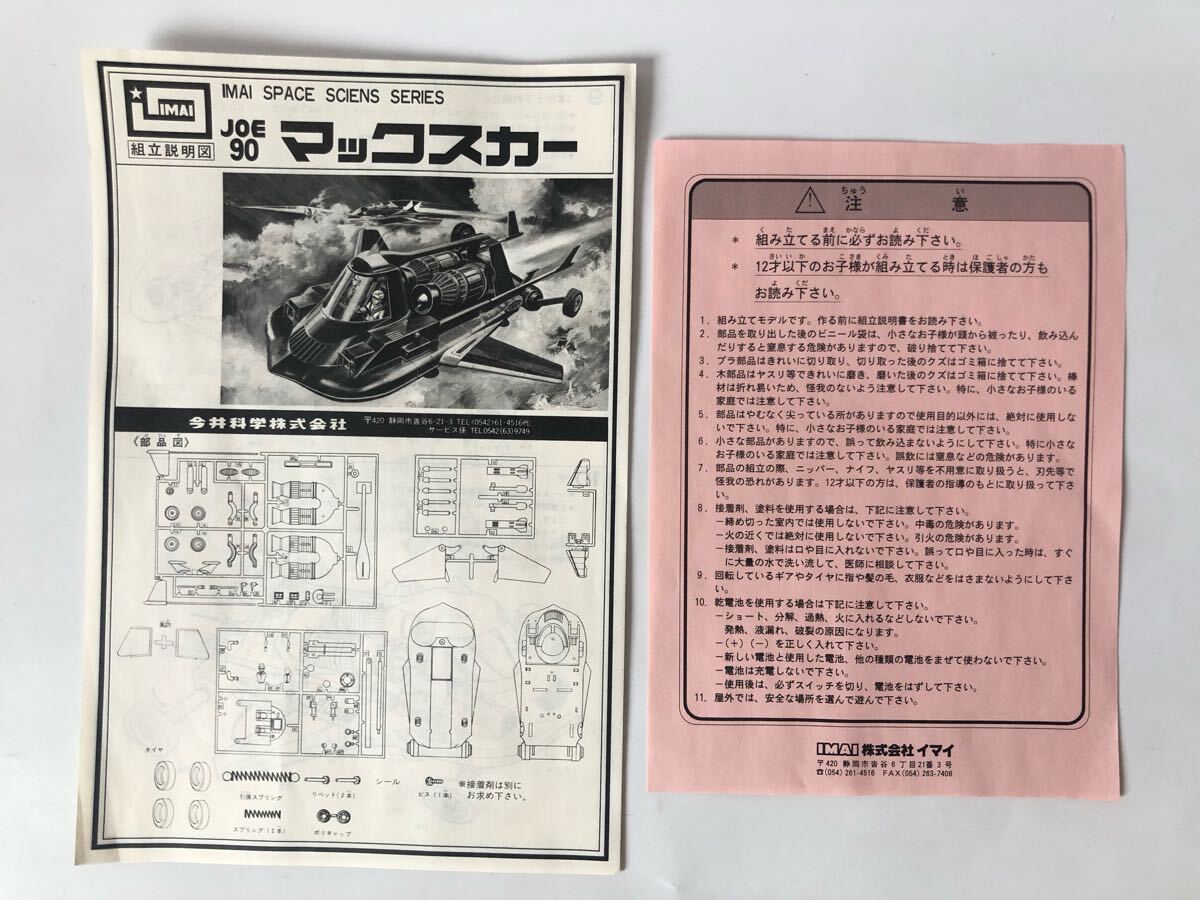 IMAI
IMAI SPACE SCIENS SERIES
組立説明図
JOE 90
マックスカー
今井科学株式会社
〒420 静岡市沓谷6-21-3 TEL<0542>61-4516代)
サービス係 TEL0542(63)9749
《部品図》
風防
タイヤ
引張スプリング
リベット(2本)
シール
ビス(1本)
※接着剤は別に
お求め下さい。
スプリング(2本)
ポリキャップ
注意
ちゅう い
* 組み立てる前に必ずお読み下さい。
* 12才以下のお子様が組み立てる時は保護者の方も
お読み下さい。
1. 組み立てモデルです。作る前に組立説明書をお読み下さい。
2. 部品を取り出した後のビニール袋は、小さなお子様が頭から被ったり、飲み込ん
だりすると窒息する危険がありますので、破り捨てて下さい。
3. プラ部品はきれいに切り取り、切り取った後のクズはゴミ箱に捨てて下さい。
4. 木部品はヤスリ等できれいに磨き、磨いた後のクズはゴミ箱に捨てて下さい。棒
材は折れ易いため、怪我のないよう注意して下さい。特に、小さなお子様のいる
家庭では注意して下さい。
5. 部品はやむなく尖っている所がありますので使用目的以外には、絶対に使用しな
いで下さい。特に、小さなお子様のいる家庭では注意して下さい。
6. 小さな部品がありますので、誤って飲み込まないようにして下さい。特に小さな
お子様のいる家庭では注意して下さい。誤飲には窒息などの危険があります。
7. 部品の組立の際、ニッパー、ナイフ、ヤスリ等を不用意に取り扱うと、刃先等で
怪我の恐れがあります。12才以下の方は、保護者の指導のもとに取り扱って下さ
い。
8. 接着剤、塗料を使用する場合は、下記に注意して下さい。
−締め切った室内では使用しないで下さい。中毒の危険があります。
−火の近くでは絶対に使用しないで下さい。引火の危険があります。
−接着剤、塗料は口や目に入れないで下さい。誤って口や目に入った時は、すぐ
に大量の水で洗い流して、医師に相談して下さい。
9. 回転しているギアやタイヤに指や髪の毛、衣服などをはさまないようにして下さ
い。
10. 乾電池を使用する場合は下記に注意して下さい。
−ショート、分解、過熱、火に入れるなどしないで下さい。
発熱、液漏れ、破裂の原因になります。
−(+)(−)を正しく入れて下さい。
−新しい電池と使用した電池、他の種類の電池をまぜて使わないで下さい。
−電池は充電しないで下さい。
−使用後は、必ずスイッチを切り、電池をはずして下さい。
11. 屋外では、安全な場所を選んで遊んで下さい。
IMAI 株式会社 イマイ
〒420 静岡市沓谷6丁目21番3号
☎(054)261-4516 FAX(054)263-7408